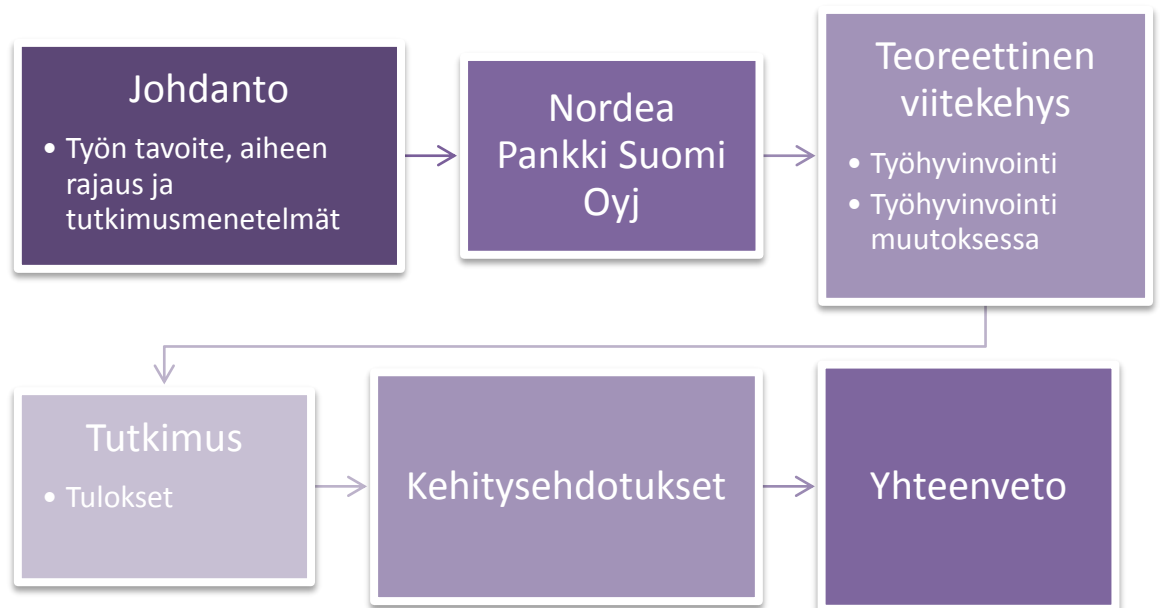 Johdanto
• Työn tavoite, aiheen
rajaus ja
tutkimusmenetelmät
Nordea
Pankki Suomi
Oyj
Teoreettinen
viitekehys
• Työhyvinvointi
• Työhyvinvointi
muutoksessa
Tutkimus
• Tulokset
Kehitysehdotukset
Yhteenveto